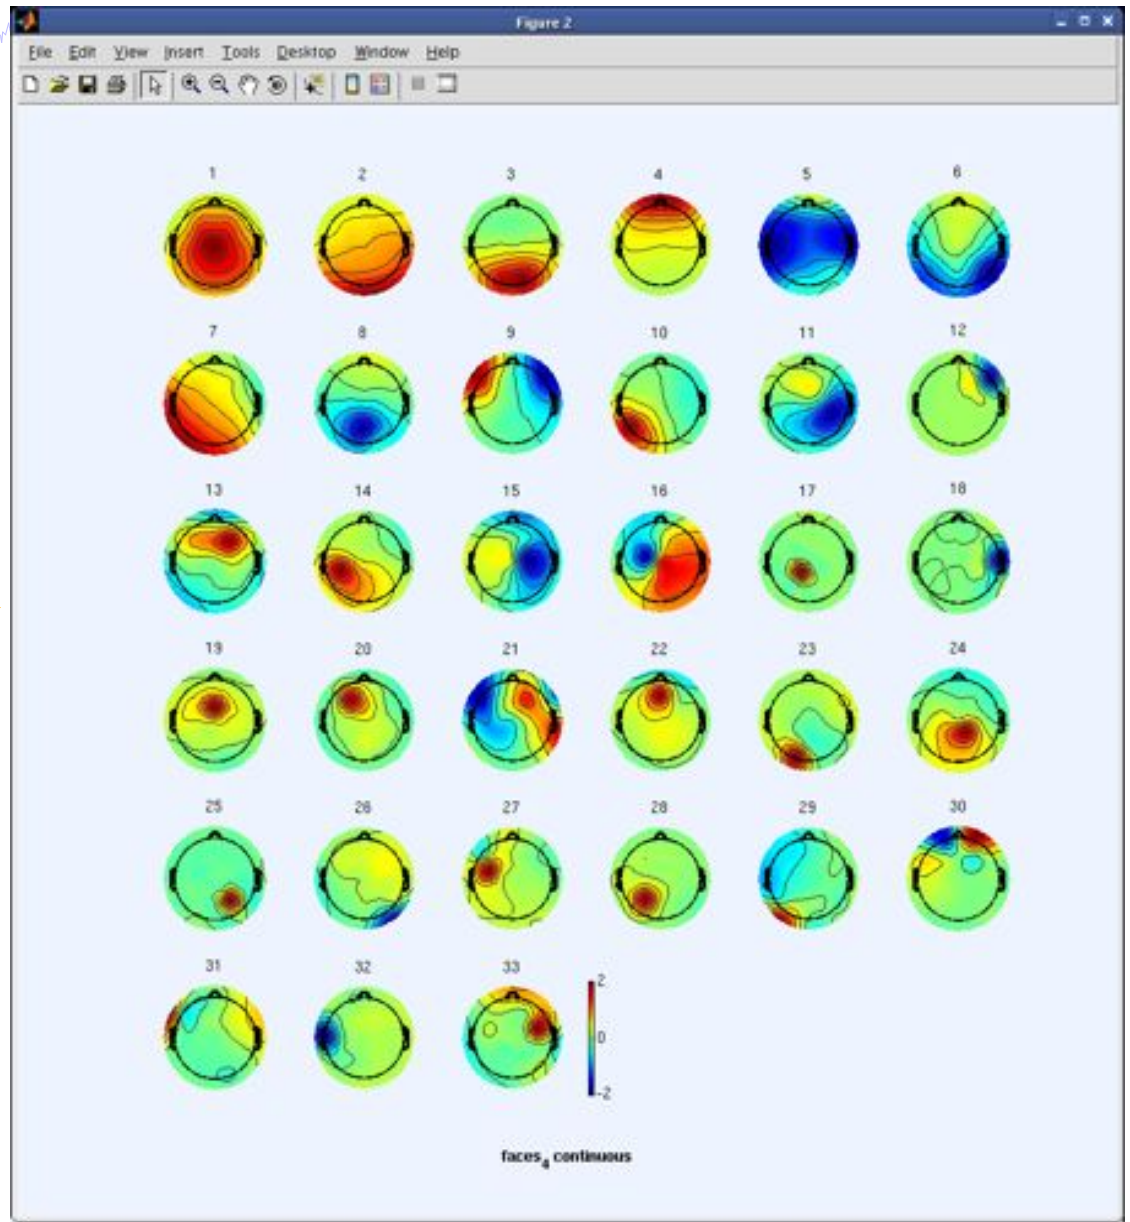 Figure 2
File Edit View Insert Tools Desktop Window Help
1 2 3 4 5 6
7 8 9 10 11 12
13 14 15 16 17 18
19 20 21 22 23 24
25 26 27 28 29 30
31 32 33
2
0
-2
faces4 continuous